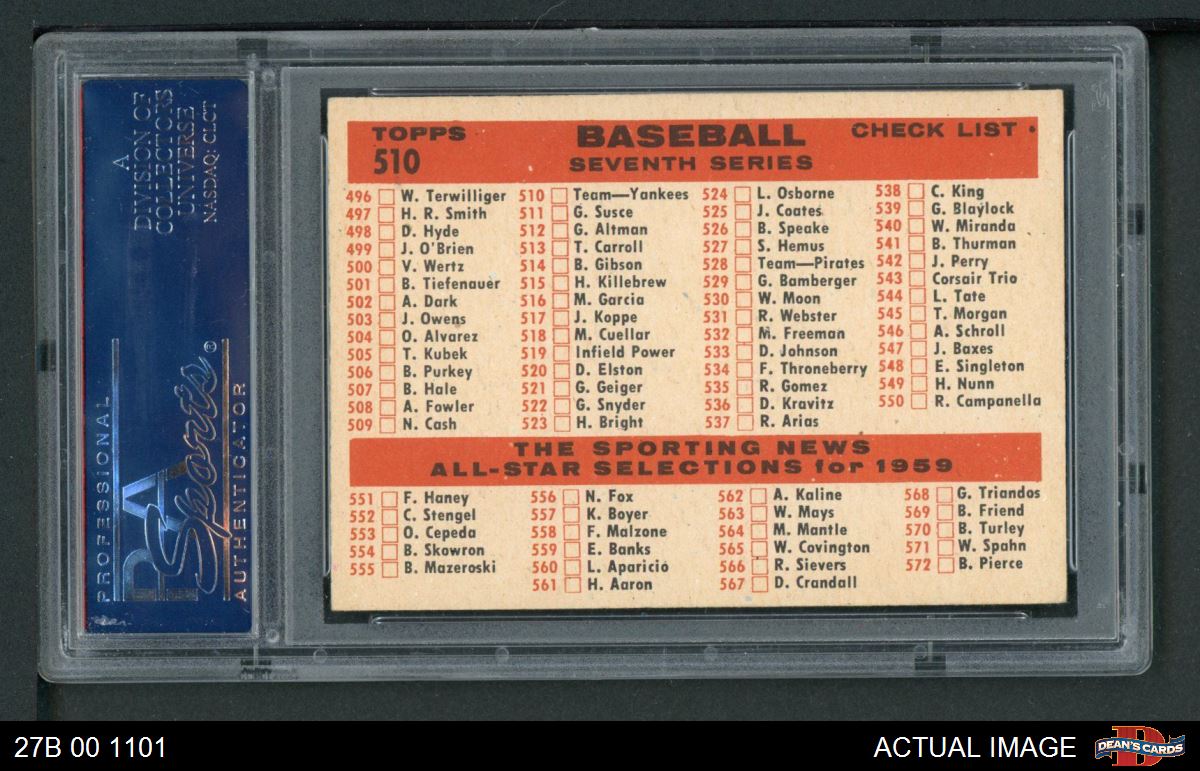 A
DIVISION OF
COLLECTORS
UNIVERSE
NASDAQ: CLCT
PROFESSIONAL
PSA
Sports®
AUTHENTICATOR
TOPPS BASEBALL CHECK LIST
510 SEVENTH SERIES
496 W. Terwilliger
497 H. R. Smith
498 D. Hyde
499 J. O'Brien
500 V. Wertz
501 B. Tiefenauer
502 A. Dark
503 J. Owens
504 O. Alvarez
505 T. Kubek
506 B. Purkey
507 B. Hale
508 A. Fowler
509 N. Cash
510 Team—Yankees
511 G. Susce
512 G. Altman
513 T. Carroll
514 B. Gibson
515 H. Killebrew
516 M. Garcia
517 J. Koppe
518 M. Cuellar
519 Infield Power
520 D. Elston
521 G. Geiger
522 G. Snyder
523 H. Bright
524 L. Osborne
525 J. Coates
526 B. Speake
527 S. Hemus
528 Team—Pirates
529 G. Bamberger
530 W. Moon
531 R. Webster
532 M. Freeman
533 D. Johnson
534 F. Throneberry
535 R. Gomez
536 D. Kravitz
537 R. Arias
538 C. King
539 G. Blaylock
540 W. Miranda
541 B. Thurman
542 J. Perry
543 Corsair Trio
544 L. Tate
545 T. Morgan
546 A. Schroll
547 J. Baxes
548 E. Singleton
549 H. Nunn
550 R. Campanella
THE SPORTING NEWS
ALL-STAR SELECTIONS for 1959
551 F. Haney
552 C. Stengel
553 O. Cepeda
554 B. Skowron
555 B. Mazeroski
556 N. Fox
557 K. Boyer
558 F. Malzone
559 E. Banks
560 L. Aparicio
561 H. Aaron
562 A. Kaline
563 W. Mays
564 M. Mantle
565 W. Covington
566 R. Sievers
567 D. Crandall
568 G. Triandos
569 B. Friend
570 B. Turley
571 W. Spahn
572 B. Pierce
27B 00 1101
ACTUAL IMAGE
D
DEAN'S CARDS